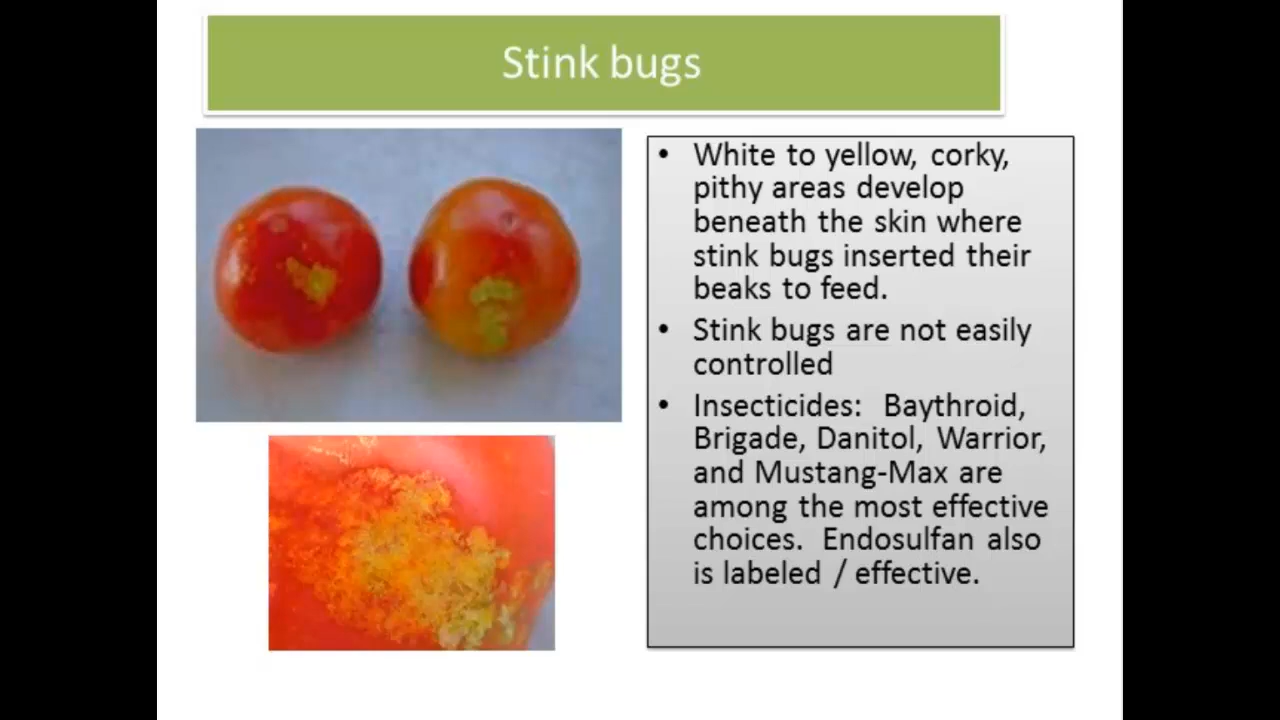 Stink bugs
• White to yellow, corky,
pithy areas develop
beneath the skin where
stink bugs inserted their
beaks to feed.
• Stink bugs are not easily
controlled
• Insecticides:  Baythroid,
Brigade, Danitol, Warrior,
and Mustang-Max are
among the most effective
choices.  Endosulfan also
is labeled / effective.